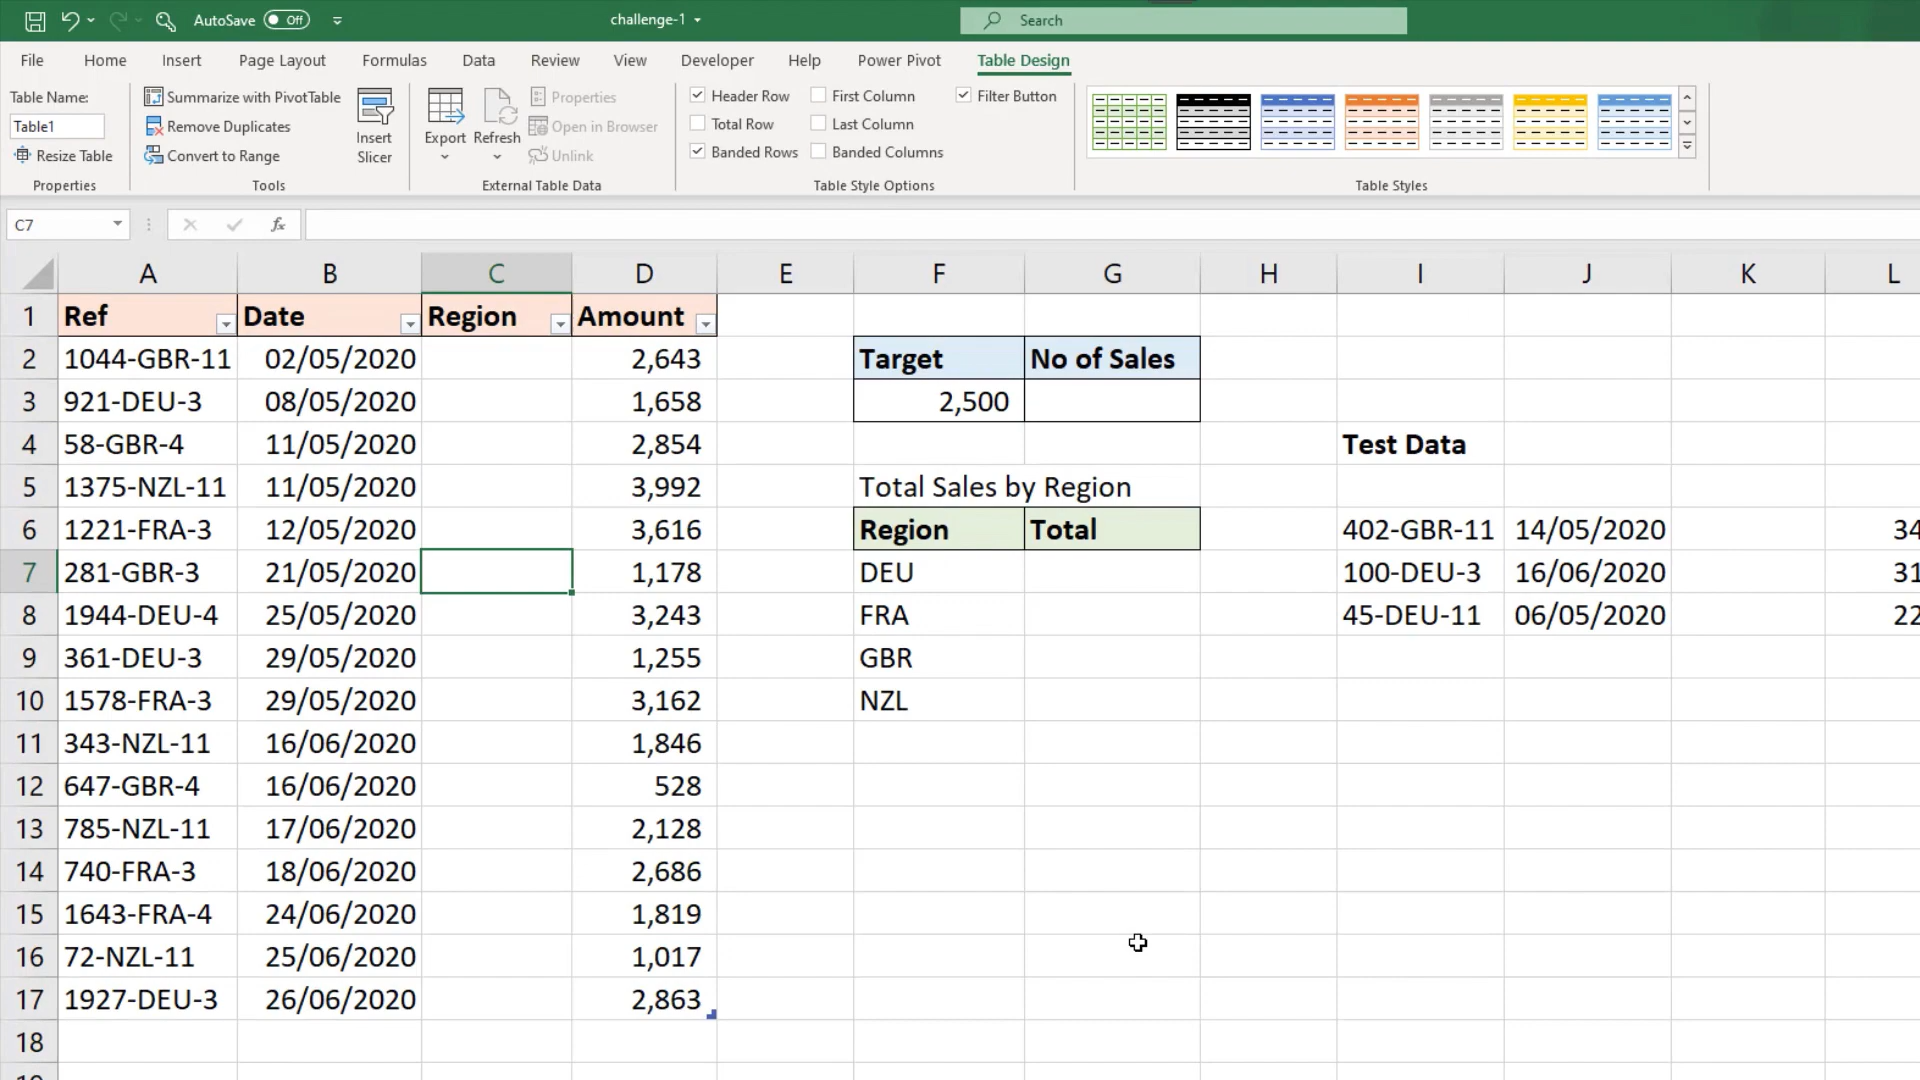 AutoSave Off challenge-1 Search
File Home Insert Page Layout Formulas Data Review View Developer Help Power Pivot Table Design
Table Name:
Table1
Resize Table
Properties
Summarize with PivotTable
Remove Duplicates
Convert to Range
Tools
Insert
Slicer
Export Refresh
Properties
Open in Browser
Unlink
External Table Data
Header Row First Column Filter Button
Total Row Last Column
Banded Rows Banded Columns
Table Style Options
Table Styles
C7 fx
A B C D E F G H I J K L
1 Ref Date Region Amount
2 1044-GBR-11 02/05/2020 2,643 Target No of Sales
3 921-DEU-3 08/05/2020 1,658 2,500
4 58-GBR-4 11/05/2020 2,854 Test Data
5 1375-NZL-11 11/05/2020 3,992 Total Sales by Region
6 1221-FRA-3 12/05/2020 3,616 Region Total 402-GBR-11 14/05/2020 34
7 281-GBR-3 21/05/2020 1,178 DEU 100-DEU-3 16/06/2020 31
8 1944-DEU-4 25/05/2020 3,243 FRA 45-DEU-11 06/05/2020 22
9 361-DEU-3 29/05/2020 1,255 GBR
10 1578-FRA-3 29/05/2020 3,162 NZL
11 343-NZL-11 16/06/2020 1,846
12 647-GBR-4 16/06/2020 528
13 785-NZL-11 17/06/2020 2,128
14 740-FRA-3 18/06/2020 2,686
15 1643-FRA-4 24/06/2020 1,819
16 72-NZL-11 25/06/2020 1,017
17 1927-DEU-3 26/06/2020 2,863
18